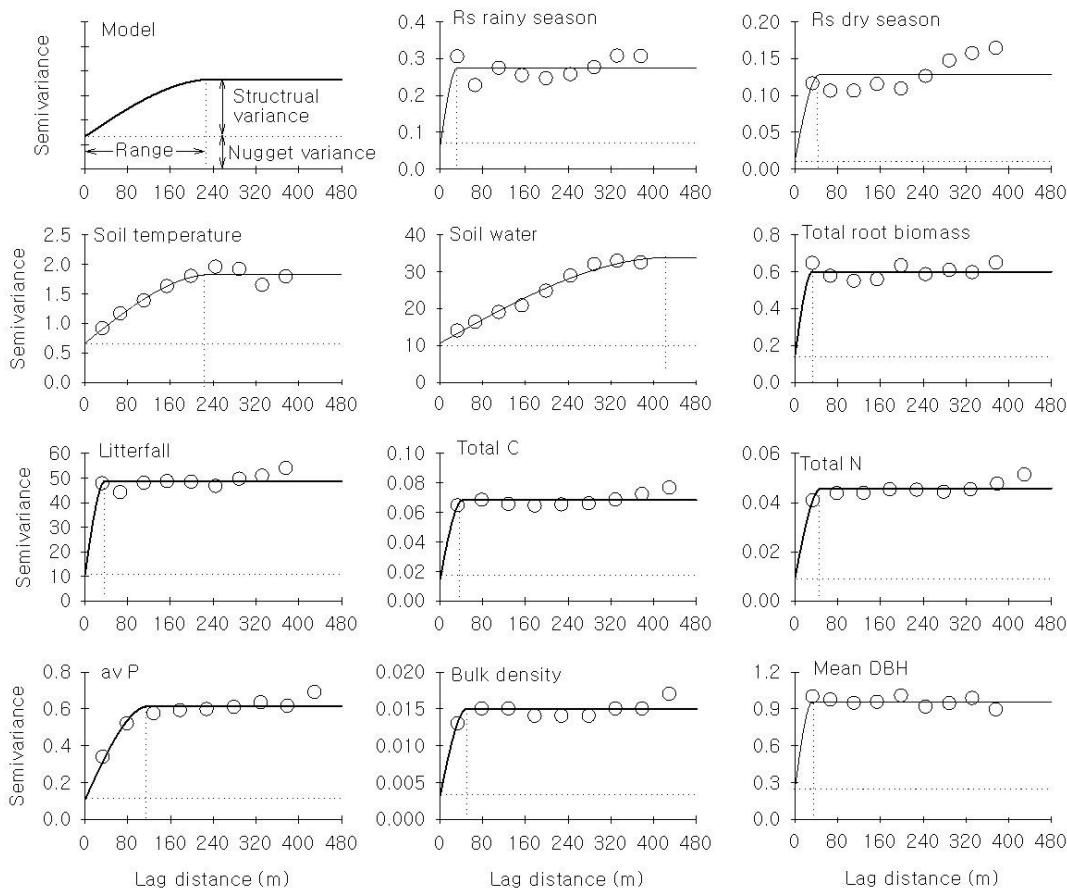 Model
Semivariance
Structrual
variance
Range
Nugget variance
0 80 160 240 320 400 480
Rs rainy season
0.4
0.3
0.2
0.1
0.0
0 80 160 240 320 400 480
Rs dry season
0.20
0.15
0.10
0.05
0.00
0 80 160 240 320 400 480
Soil temperature
Semivariance
2.5
2.0
1.5
1.0
0.5
0.0
0 80 160 240 320 400 480
Soil water
40
30
20
10
0
0 80 160 240 320 400 480
Total root biomass
0.8
0.6
0.4
0.2
0.0
0 80 160 240 320 400 480
Litterfall
Semivariance
60
50
40
30
20
10
0
0 80 160 240 320 400 480
Total C
0.10
0.08
0.06
0.04
0.02
0.00
0 80 160 240 320 400 480
Total N
0.06
0.04
0.02
0.00
0 80 160 240 320 400 480
av P
Semivariance
0.8
0.6
0.4
0.2
0.0
0 80 160 240 320 400 480
Lag distance (m)
Bulk density
0.020
0.015
0.010
0.005
0.000
0 80 160 240 320 400 480
Lag distance (m)
Mean DBH
1.2
0.9
0.6
0.3
0.0
0 80 160 240 320 400 480
Lag distance (m)